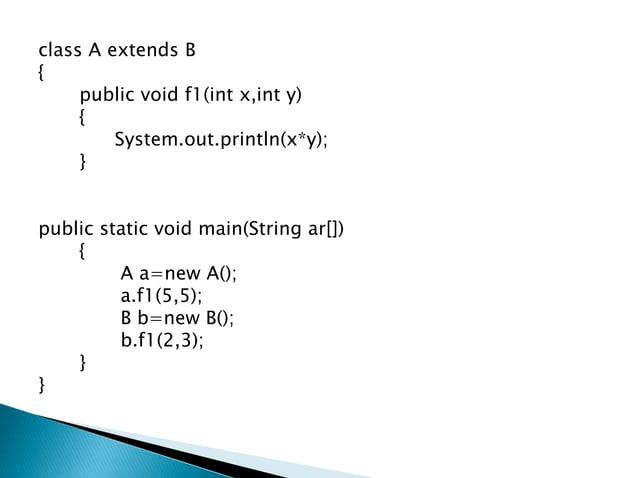 class A extends B
{
public void f1(int x,int y)
{
System.out.println(x*y);
}
public static void main(String ar[])
{
A a=new A();
a.f1(5,5);
B b=new B();
b.f1(2,3);
}
}